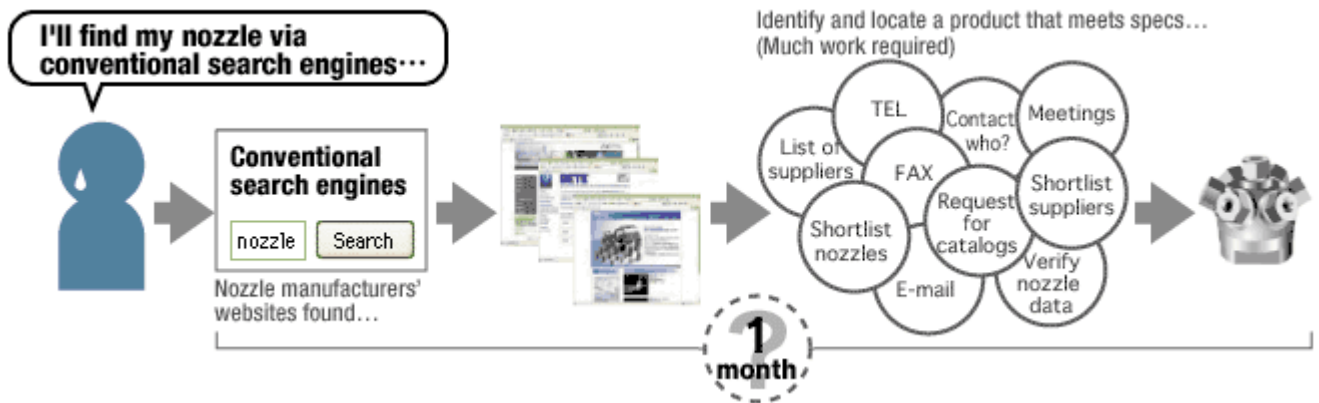 I'll find my nozzle via
conventional search engines…
Conventional
search engines
nozzle
Search
Nozzle manufacturers'
websites found…
Identify and locate a product that meets specs…
(Much work required)
TEL
Contact
who?
Meetings
List of
suppliers
FAX
Shortlist
suppliers
Request
for
catalogs
Shortlist
nozzles
E-mail
Verify
nozzle
data
?
1
month